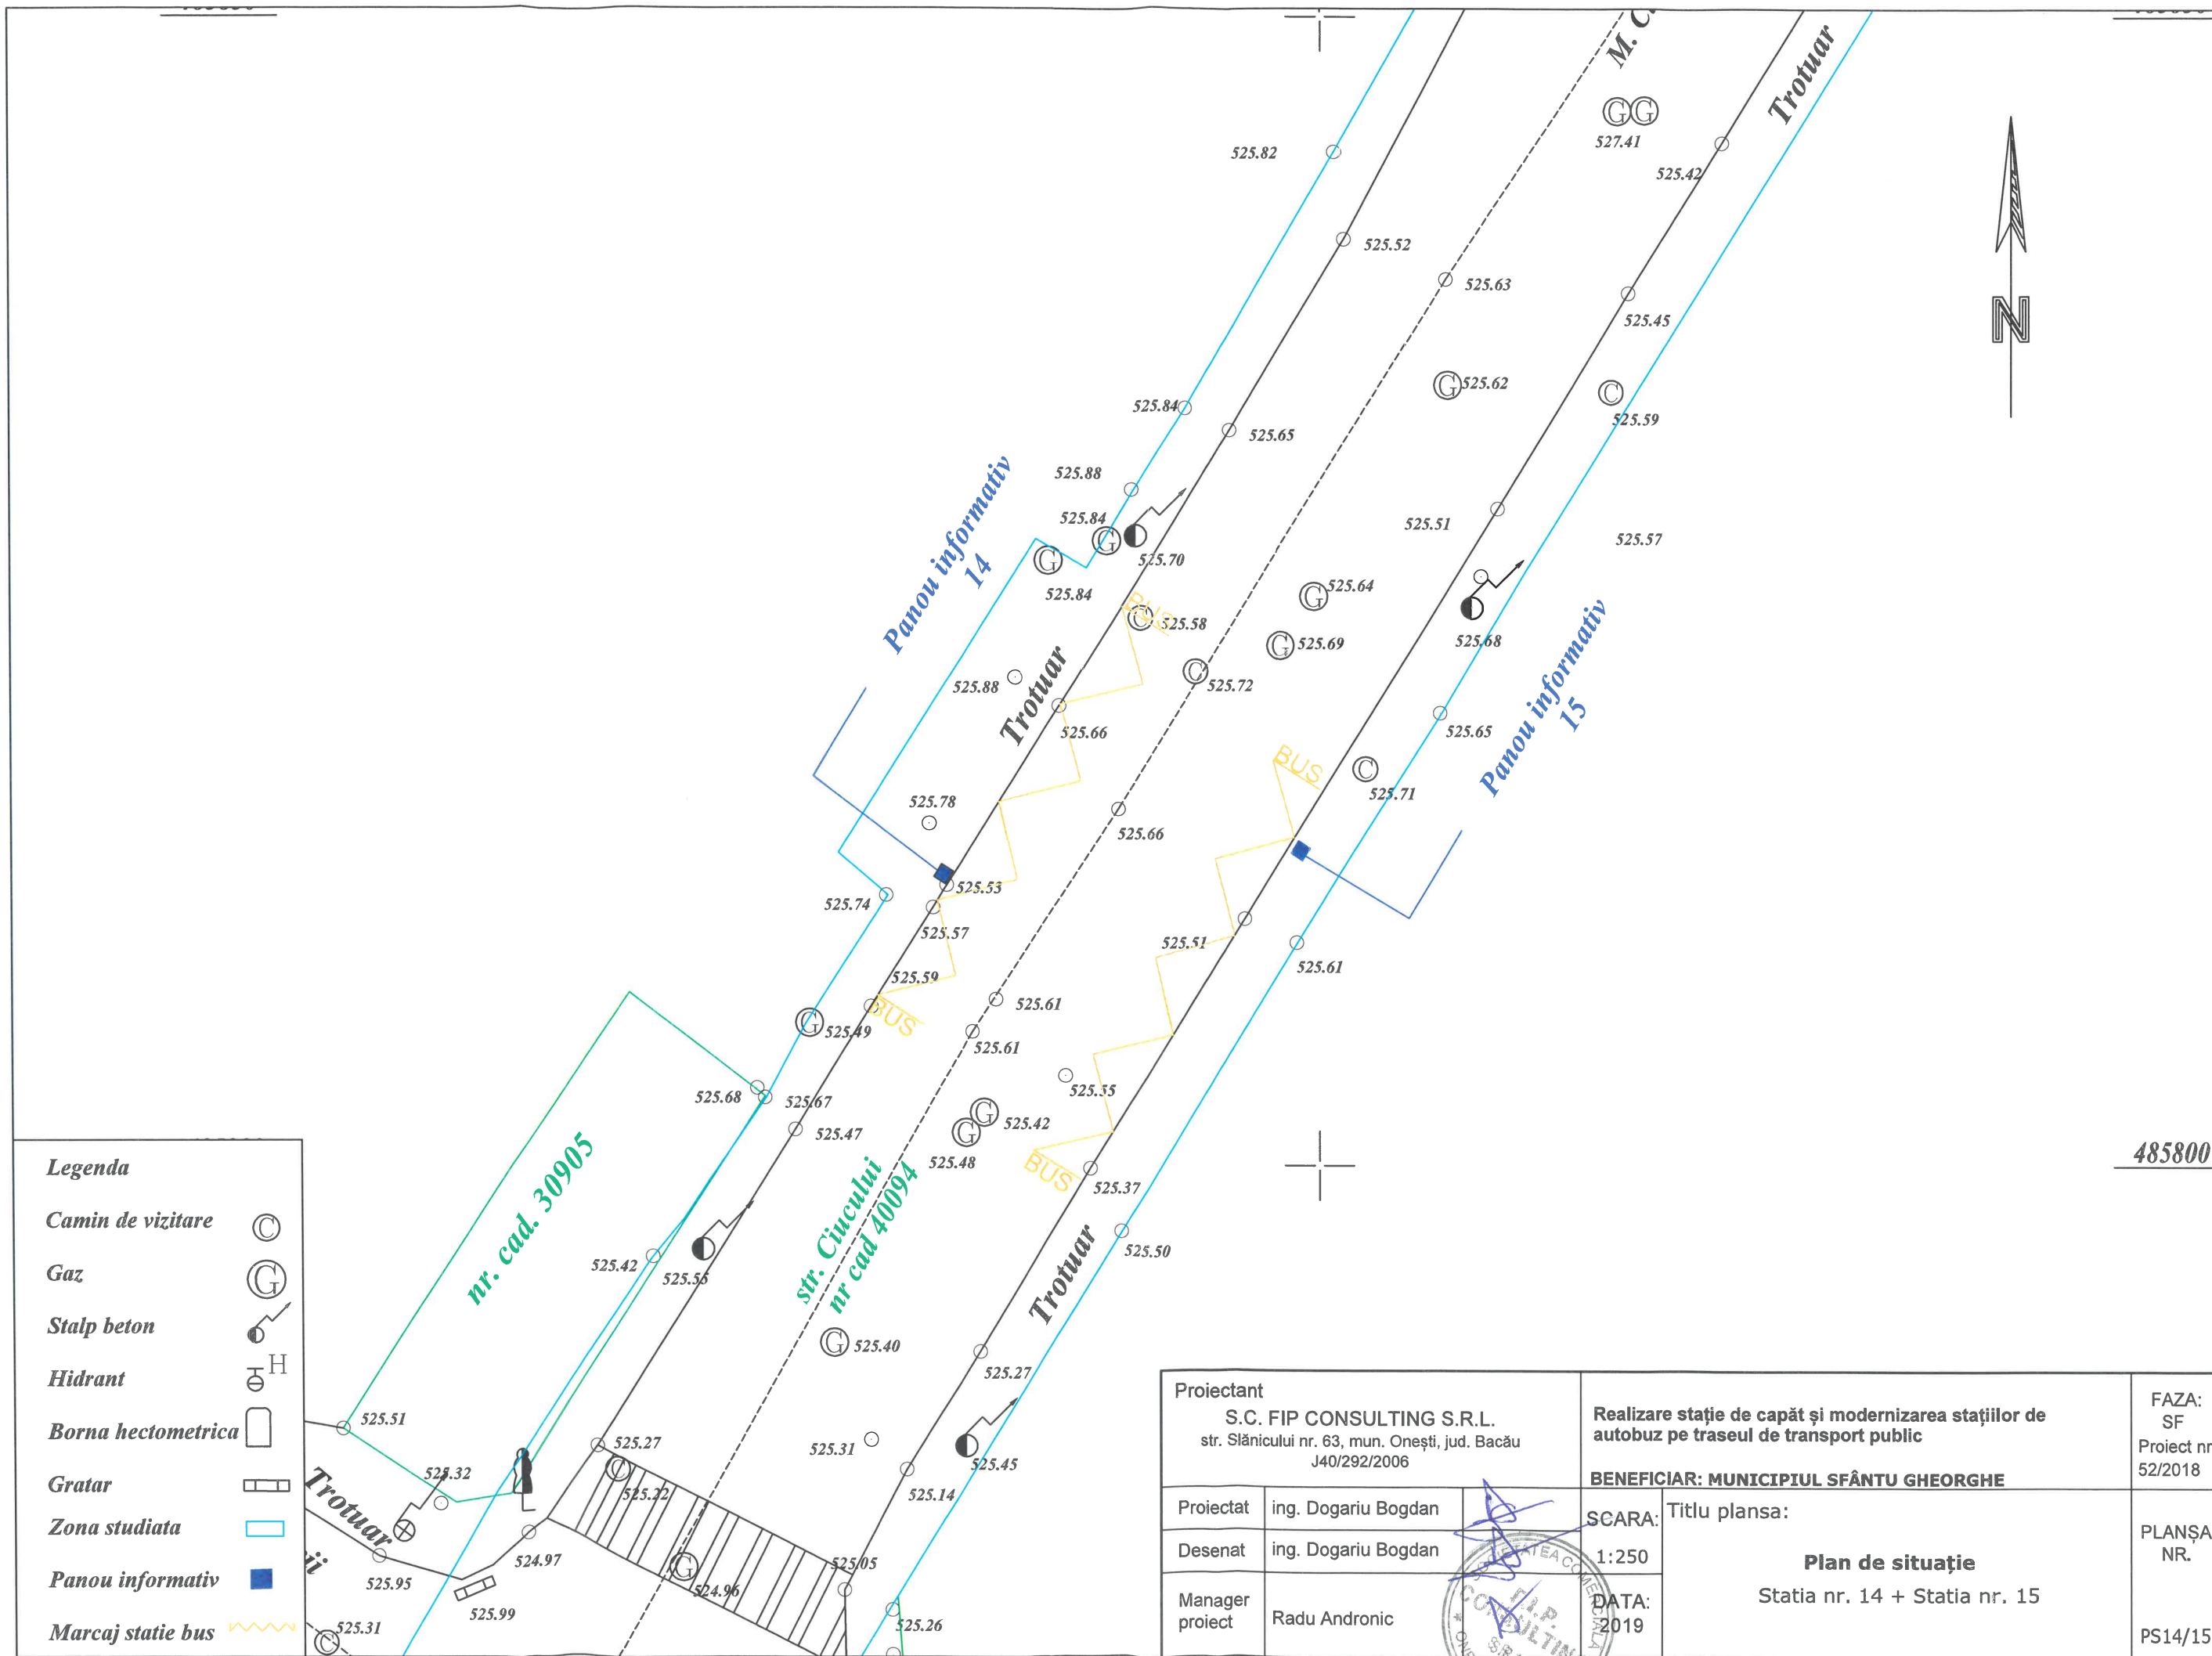 M. C
Trotuar
527.41
525.42
525.82
525.52
525.63
525.45
N
525.62
525.59
525.84
525.65
525.88
525.84
525.51
525.57
Panou informativ
14
525.70
525.84
BUS
525.58
525.64
525.69
525.68
525.72
525.88
Trotuar
525.66
525.65
Panou informativ
15
BUS
525.71
525.78
525.66
525.53
525.74
525.57
525.51
525.61
525.59
BUS
525.61
525.49
525.61
525.55
525.68
525.67
525.42
525.47
525.48
BUS
485800
525.37
nr. cad. 30905
str. Ciucului
nr cad 40094
Trotuar
525.50
525.42
525.55
525.40
525.27
525.51
525.27
525.31
525.45
525.32
525.22
525.14
Trotuar
524.97
525.05
525.95
525.99
524.96
525.31
525.26
Legenda
Camin de vizitare C
Gaz G
Stalp beton
Hidrant H
Borna hectometrica
Gratar
Zona studiata
Panou informativ
Marcaj statie bus
Proiectant
S.C. FIP CONSULTING S.R.L.
str. Slănicului nr. 63, mun. Onești, jud. Bacău
J40/292/2006
Realizare stație de capăt și modernizarea stațiilor de
autobuz pe traseul de transport public
BENEFICIAR: MUNICIPIUL SFÂNTU GHEORGHE
FAZA:
SF
Proiect nr
52/2018
Proiectat ing. Dogariu Bogdan
Desenat ing. Dogariu Bogdan
Manager
proiect Radu Andronic
SCARA:
1:250
DATA:
2019
Titlu plansa:
Plan de situație
Statia nr. 14 + Statia nr. 15
PLANȘA
NR.
PS14/15